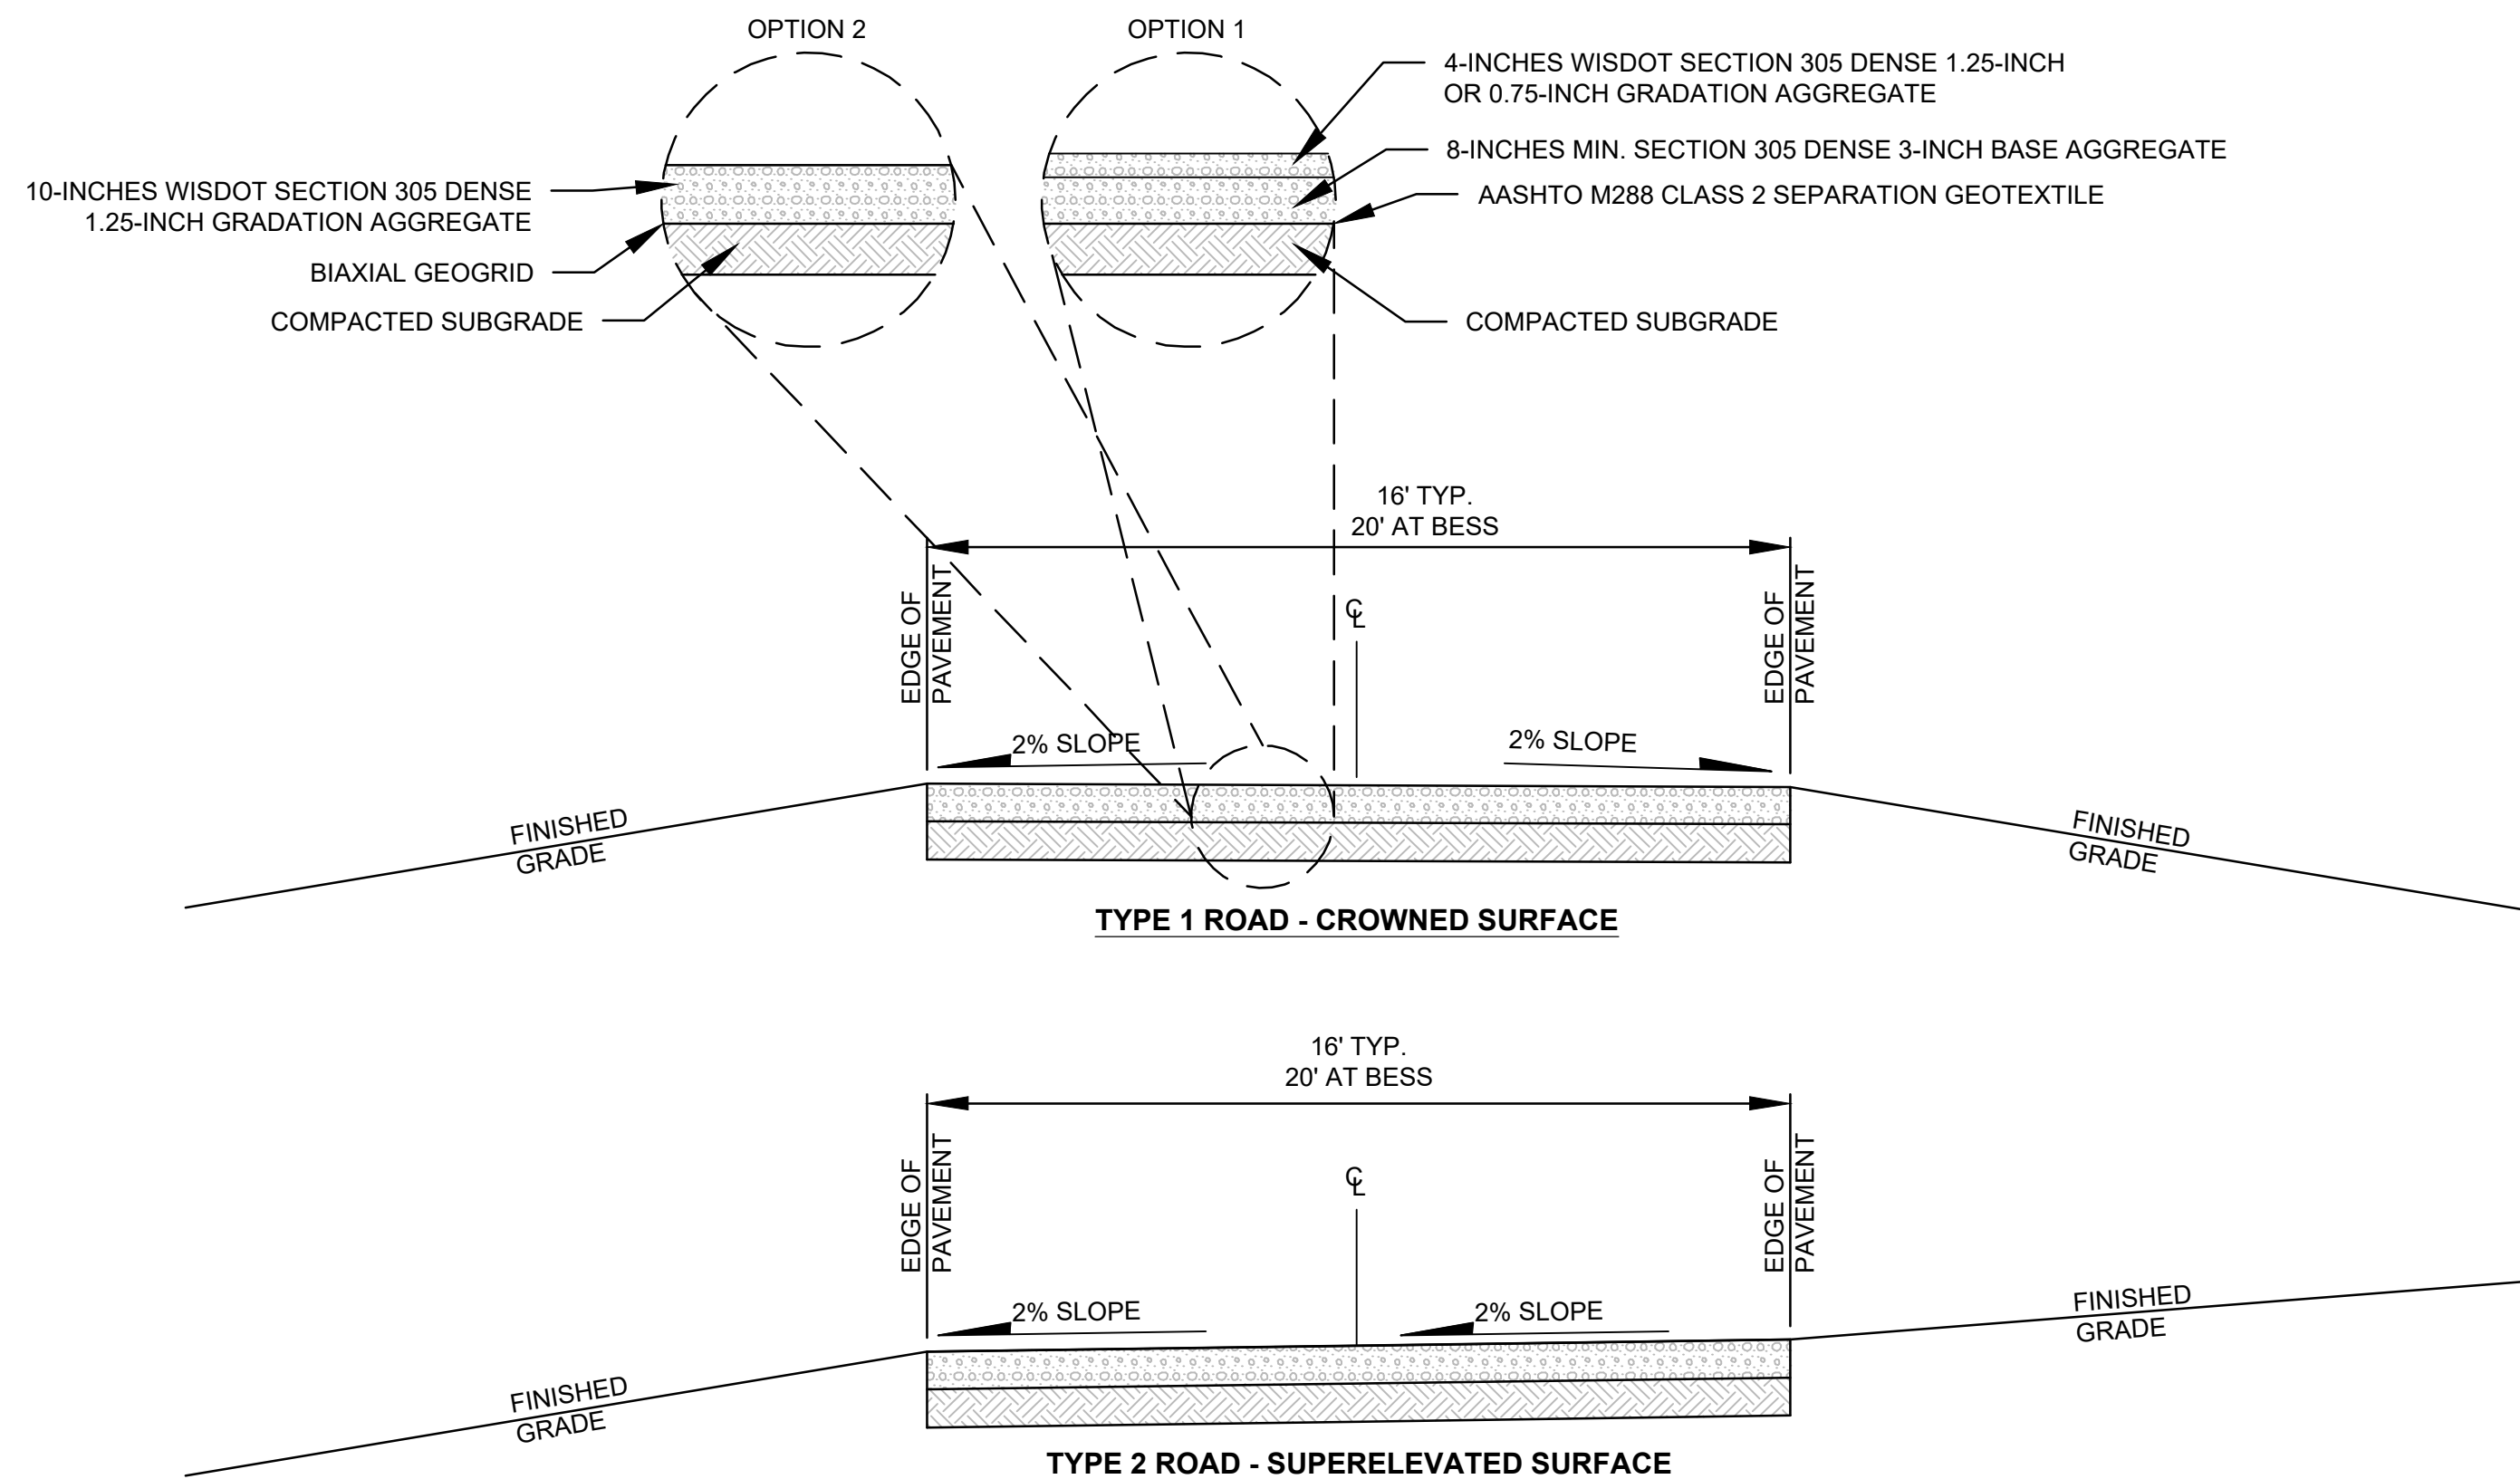 OPTION 2
OPTION 1
4-INCHES WISDOT SECTION 305 DENSE 1.25-INCH
OR 0.75-INCH GRADATION AGGREGATE
8-INCHES MIN. SECTION 305 DENSE 3-INCH BASE AGGREGATE
AASHTO M288 CLASS 2 SEPARATION GEOTEXTILE
COMPACTED SUBGRADE
10-INCHES WISDOT SECTION 305 DENSE
1.25-INCH GRADATION AGGREGATE
BIAXIAL GEOGRID
COMPACTED SUBGRADE
16' TYP.
20' AT BESS
EDGE OF
PAVEMENT
℄
EDGE OF
PAVEMENT
2% SLOPE
2% SLOPE
FINISHED
GRADE
FINISHED
GRADE
TYPE 1 ROAD - CROWNED SURFACE
16' TYP.
20' AT BESS
EDGE OF
PAVEMENT
℄
EDGE OF
PAVEMENT
2% SLOPE
2% SLOPE
FINISHED
GRADE
FINISHED
GRADE
TYPE 2 ROAD - SUPERELEVATED SURFACE